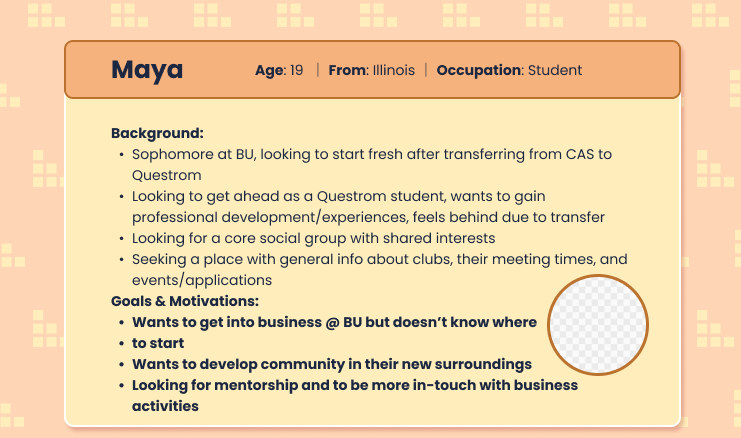 Maya
Age: 19 | From: Illinois | Occupation: Student
Background:
• Sophomore at BU, looking to start fresh after transferring from CAS to
Questrom
• Looking to get ahead as a Questrom student, wants to gain
professional development/experiences, feels behind due to transfer
• Looking for a core social group with shared interests
• Seeking a place with general info about clubs, their meeting times, and
events/applications
Goals & Motivations:
• Wants to get into business @ BU but doesn’t know where
• to start
• Wants to develop community in their new surroundings
• Looking for mentorship and to be more in-touch with business
activities